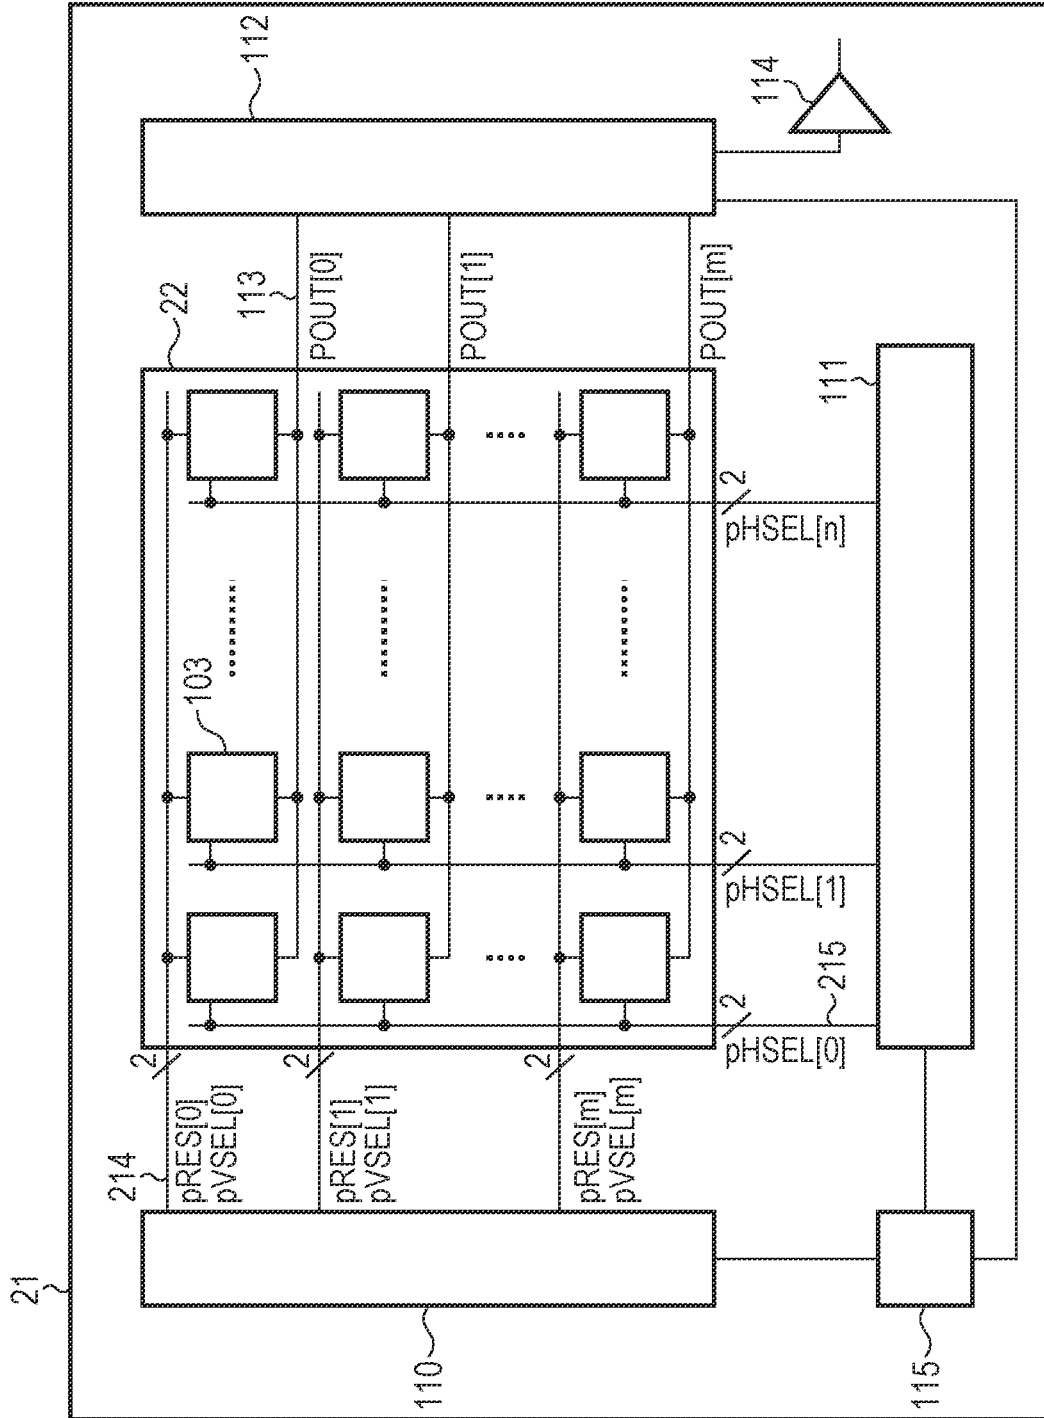 21
214
pRES[0]
pVSEL[0]
2
pRES[1]
pVSEL[1]
2
pRES[m]
pVSEL[m]
2
110
103
22
113
POUT[0]
POUT[1]
POUT[m]
112
114
2
pHSEL[0]
215
2
pHSEL[1]
2
pHSEL[n]
111
115